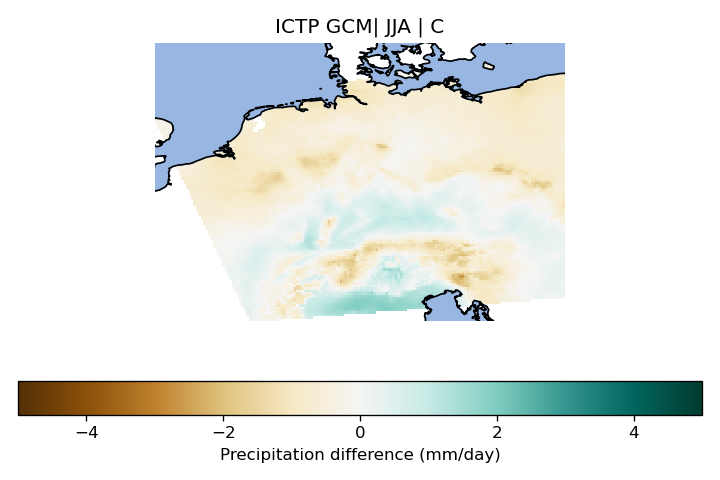 ICTP GCM| JJA | C
−4 −2 0 2 4
Precipitation difference (mm/day)